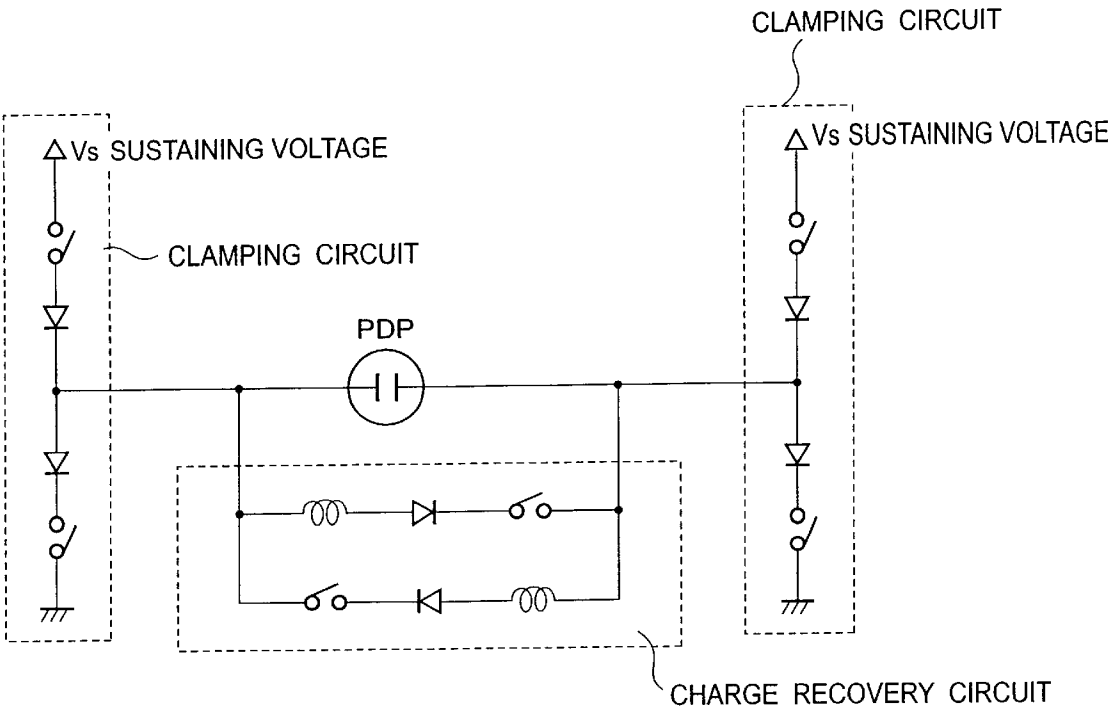 CLAMPING CIRCUIT
Vs SUSTAINING VOLTAGE
Vs SUSTAINING VOLTAGE
CLAMPING CIRCUIT
PDP
CHARGE RECOVERY CIRCUIT